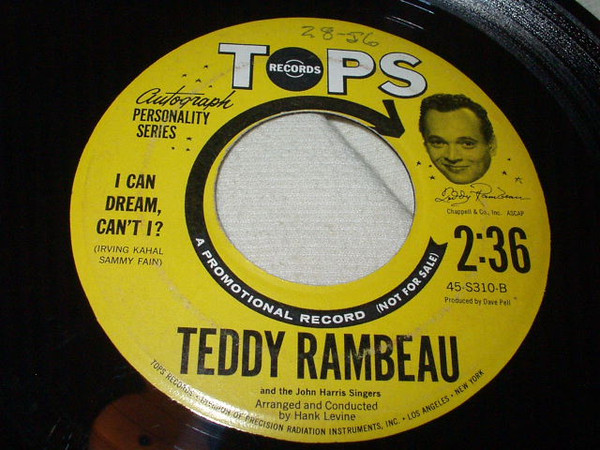 28-56
TOPS
RECORDS
Autograph
PERSONALITY
SERIES
I CAN
DREAM,
CAN'T I?
(IRVING KAHAL
SAMMY FAIN)
Teddy Rambeau
Chappell & Co., Inc. ASCAP
2:36
45-S310-B
Produced by Dave Pell
A PROMOTIONAL RECORD (NOT FOR SALE)
TEDDY RAMBEAU
and the John Harris Singers
Arranged and Conducted
by Hank Levine
TOPS RECORDS • DIVISION OF PRECISION RADIATION INSTRUMENTS, INC. • LOS ANGELES • NEW YORK